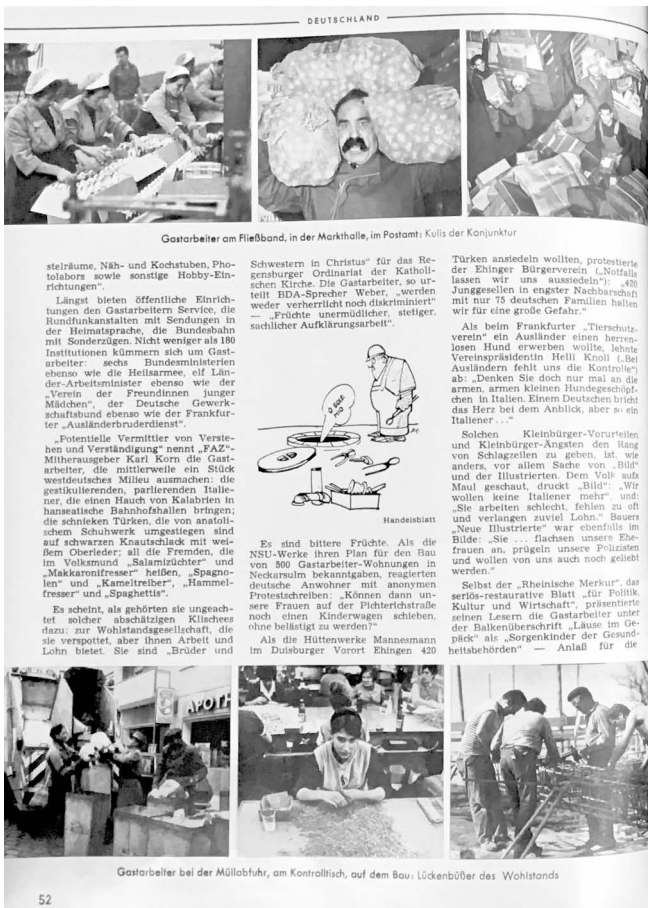 DEUTSCHLAND
Gastarbeiter am Fließband, in der Markthalle, im Postamt: Kulis der Konjunktur
stelräume, Näh- und Kochstuben, Pho-
tolabors sowie sonstige Hobby-Ein-
richtungen“.
Längst bieten öffentliche Einrich-
tungen den Gastarbeitern Service, die
Rundfunkanstalten mit Sendungen in
der Heimatsprache, die Bundesbahn
mit Sonderzügen. Nicht weniger als 180
Institutionen kümmern sich um Gast-
arbeiter: sechs Bundesministerien
ebenso wie die Heilsarmee, elf Län-
der-Arbeitsminister ebenso wie der
„Verein der Freundinnen junger
Mädchen“, der Deutsche Gewerk-
schaftsbund ebenso wie der Frankfur-
ter „Ausländerbruderdienst“.
„Potentielle Vermittler von Verste-
hen und Verständigung“ nennt „FAZ“-
Mitherausgeber Karl Korn die Gast-
arbeiter, die mittlerweile ein Stück
westdeutsches Milieu ausmachen: die
gestikulierenden, parlierenden Italie-
ner, die einen Hauch von Kalabrien in
hanseatische Bahnhofshallen bringen;
die schnieken Türken, die von anatoli-
schem Schuhwerk umgestiegen sind
auf schwarzen Knautschlack mit wei-
ßem Oberleder; all die Fremden, die
im Volksmund „Salamizüchter“ und
„Makkaronifresser“ heißen, „Spagno-
len“ und „Kameltreiber“, „Hammel-
fresser“ und „Spaghettis“.
Es scheint, als gehörten sie ungeach-
tet solcher abschätzigen Klischees
dazu: zur Wohlstandsgesellschaft, die
sie verspottet, aber ihnen Arbeit und
Lohn bietet. Sie sind „Brüder und
Schwestern in Christus“ für das Re-
gensburger Ordinariat der Katholi-
schen Kirche. Die Gastarbeiter, so ur-
teilt BDA-Sprecher Weber, „werden
weder verherrlicht noch diskriminiert“
— „Früchte unermüdlicher, stetiger,
sachlicher Aufklärungsarbeit“.
O SOLE
MIO
Handelsblatt
Es sind bittere Früchte. Als die
NSU-Werke ihren Plan für den Bau
von 500 Gastarbeiter-Wohnungen in
Neckarsulm bekanntgaben, reagierten
deutsche Anwohner mit anonymen
Protestschreiben: „Können dann un-
sere Frauen auf der Pichterichstraße
noch einen Kinderwagen schieben,
ohne belästigt zu werden?“
Als die Hüttenwerke Mannesmann
im Duisburger Vorort Ehingen 420
Türken ansiedeln wollten, protestierte
der Ehinger Bürgerverein („Notfalls
lassen wir uns aussiedeln“): „420
Junggesellen in engster Nachbarschaft
mit nur 75 deutschen Familien halten
wir für eine große Gefahr.“
Als beim Frankfurter „Tierschutz-
verein“ ein Ausländer einen herren-
losen Hund erwerben wollte, lehnte
Vereinspräsidentin Helli Knoll („Bei
Ausländern fehlt uns die Kontrolle“)
ab: „Denken Sie doch nur mal an die
armen, armen kleinen Hundegeschöpf-
chen in Italien. Einem Deutschen bricht
das Herz beim Anblick, aber so ein
Italiener . . .“
Solchen Kleinbürger-Vorurteilen
und Kleinbürger-Ängsten den Rang
von Schlagzeilen zu geben, ist, wie
anders, vor allem Sache von „Bild“
und der Illustrierten. Dem Volk aufs
Maul geschaut, druckt „Bild“: „Wir
wollen keine Italiener mehr“, und:
„Sie arbeiten schlecht, fehlen zu oft
und verlangen zuviel Lohn.“ Bauers
„Neue Illustrierte“ war ebenfalls im
Bilde: „Sie . . . flachsen unsere Ehe-
frauen an, prügeln unsere Polizisten
und wollen von uns auch noch geliebt
werden.“
Selbst der „Rheinische Merkur“, das
seriös-restaurative Blatt „für Politik,
Kultur und Wirtschaft“, präsentierte
seinen Lesern die Gastarbeiter unter
der Balkenüberschrift „Läuse im Ge-
päck“ als „Sorgenkinder der Gesund-
heitsbehörden“ — Anlaß für die
APOTH
Gastarbeiter bei der Müllabfuhr, am Kontrolltisch, auf dem Bau: Lückenbüßer des Wohlstands
52